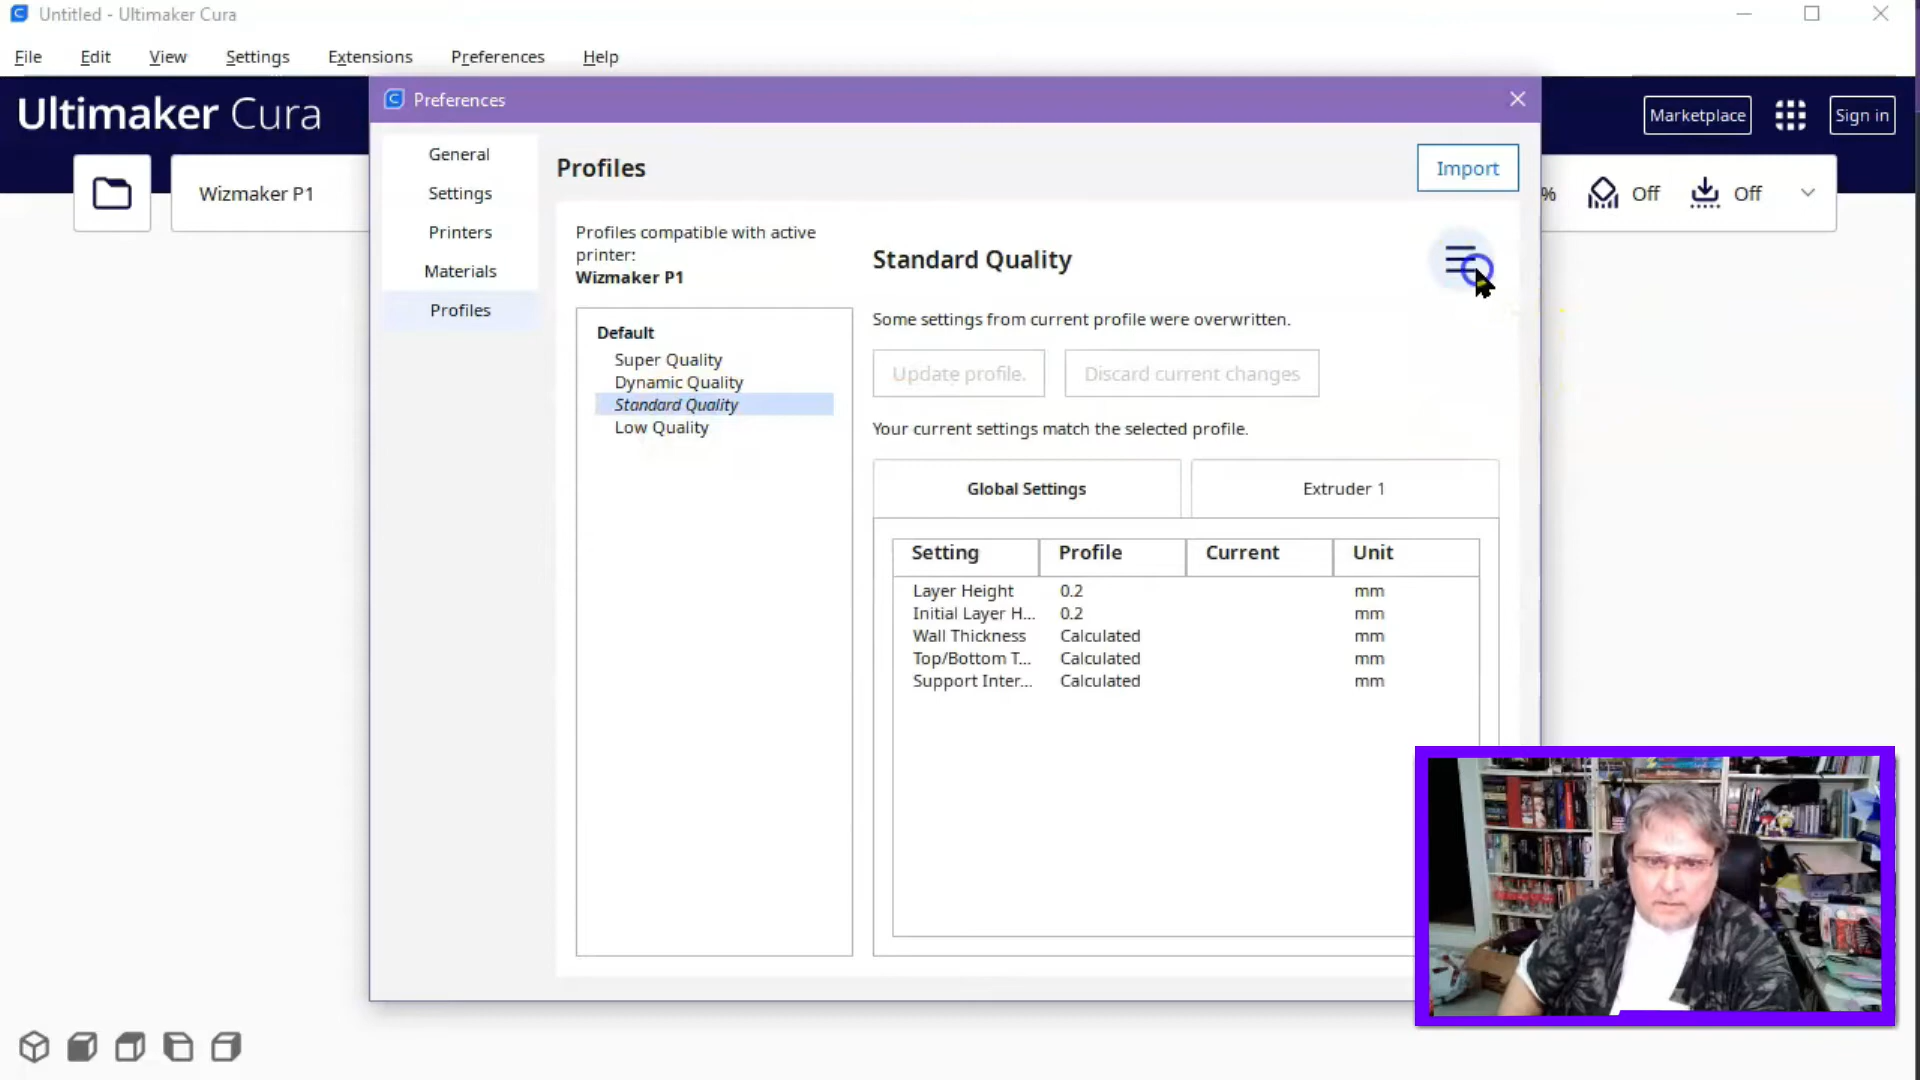 Untitled - Ultimaker Cura
File Edit View Settings Extensions Preferences Help
Ultimaker Cura
Marketplace
Sign in
Wizmaker P1
%
Off
Off
Preferences
General
Settings
Printers
Materials
Profiles
Profiles
Import
Profiles compatible with active
printer:
Wizmaker P1
Default
Super Quality
Dynamic Quality
Standard Quality
Low Quality
Standard Quality
Some settings from current profile were overwritten.
Update profile.
Discard current changes
Your current settings match the selected profile.
Global Settings
Extruder 1
Setting Profile Current Unit
Layer Height 0.2 mm
Initial Layer H... 0.2 mm
Wall Thickness Calculated mm
Top/Bottom T... Calculated mm
Support Inter... Calculated mm